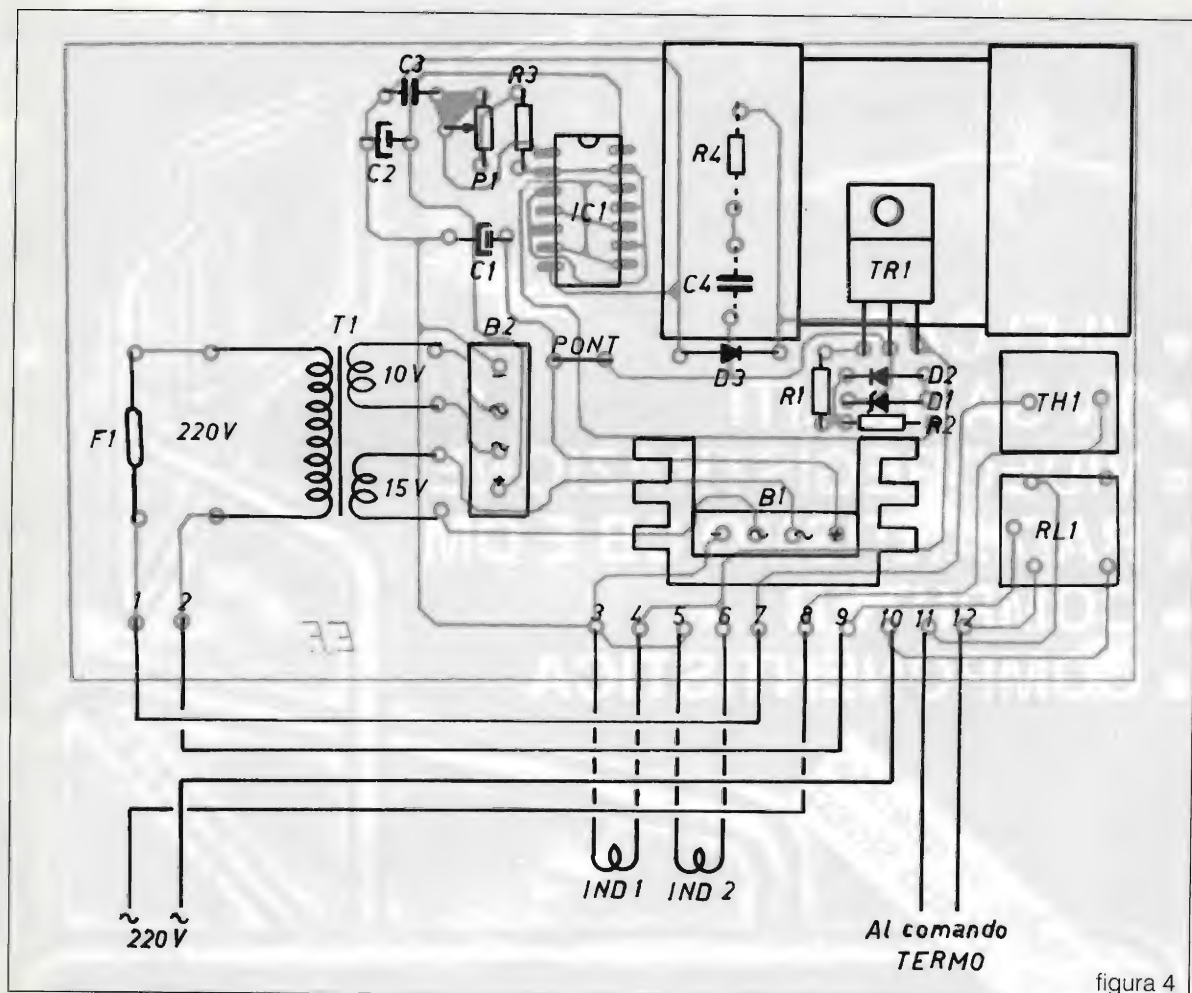 C3
R3
C2
P1
IC1
R4
C1
C4
TR1
T1
B2
PONT
D3
D2
D1
R1
R2
TH1
F1
220V
10V
15V
-
~
~
+
B1
- ~ ~ +
RL1
1 2 3 4 5 6 7 8 9 10 11 12
IND 1 IND 2
~ ~
220V
Al comando
TERMO
figura 4